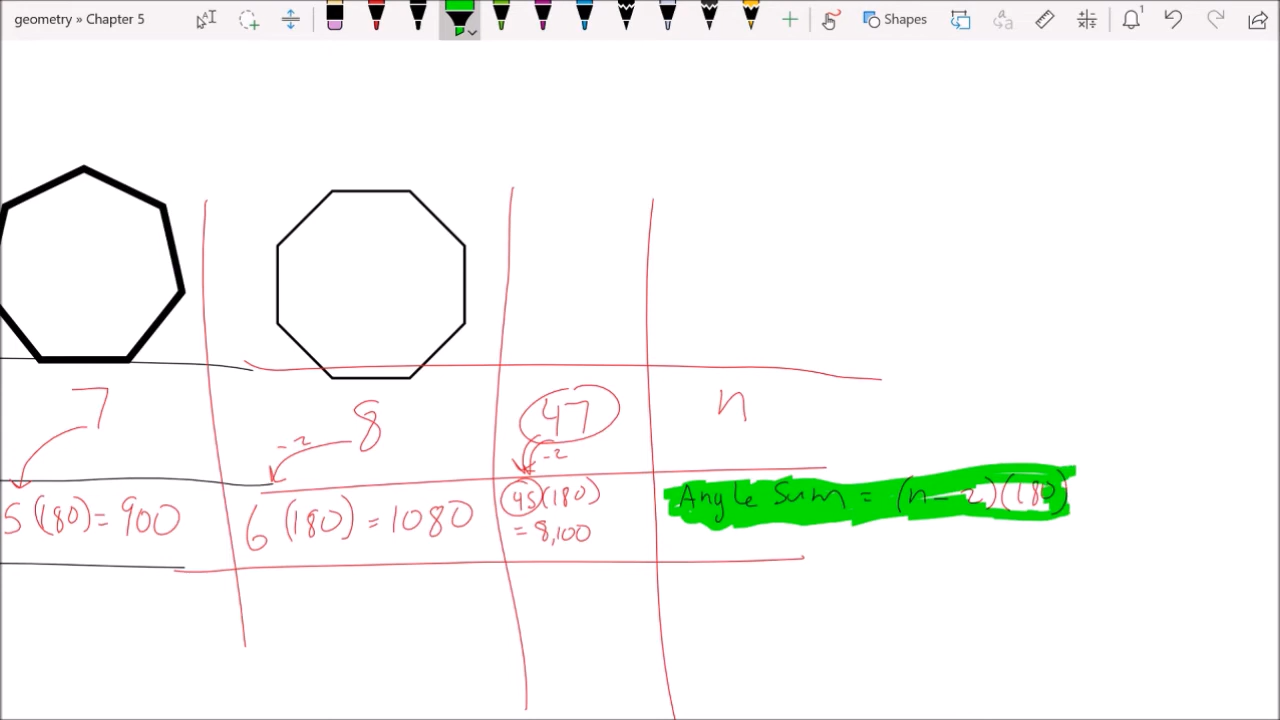 geometry » Chapter 5
Shapes
7
8
47
n
-2
-2
5(180)=900
6(180)=1080
45(180)
=8,100
Angle Sum = (n-2)(180)